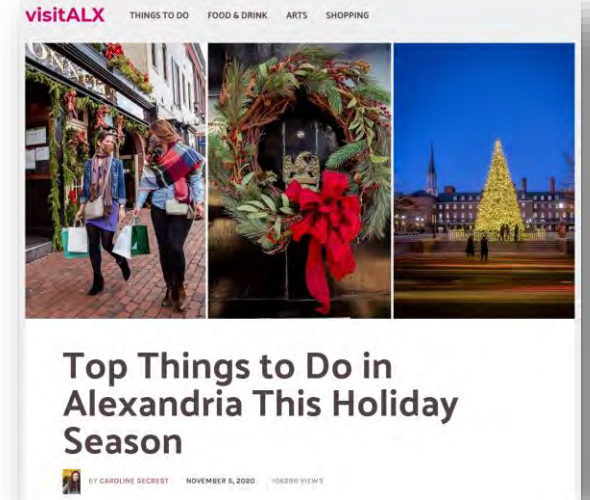 visitALX THINGS TO DO FOOD & DRINK ARTS SHOPPING
Top Things to Do in
Alexandria This Holiday
Season
BY CAROLINE SECREST NOVEMBER 5, 2020 VIEWS